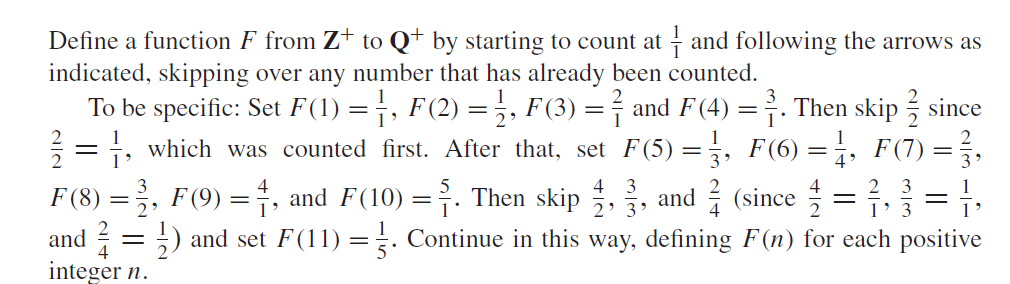 Define a function F from Z⁺ to Q⁺ by starting to count at 1/1 and following the arrows as
indicated, skipping over any number that has already been counted.
To be specific: Set F(1) = 1/1, F(2) = 1/2, F(3) = 2/1 and F(4) = 3/1. Then skip 2/2 since
2/2 = 1/1, which was counted first. After that, set F(5) = 1/3, F(6) = 1/4, F(7) = 2/3,
F(8) = 3/2, F(9) = 4/1, and F(10) = 5/1. Then skip 4/2, 3/3, and 2/4 (since 4/2 = 2/1, 3/3 = 1/1,
and 2/4 = 1/2) and set F(11) = 1/5. Continue in this way, defining F(n) for each positive
integer n.